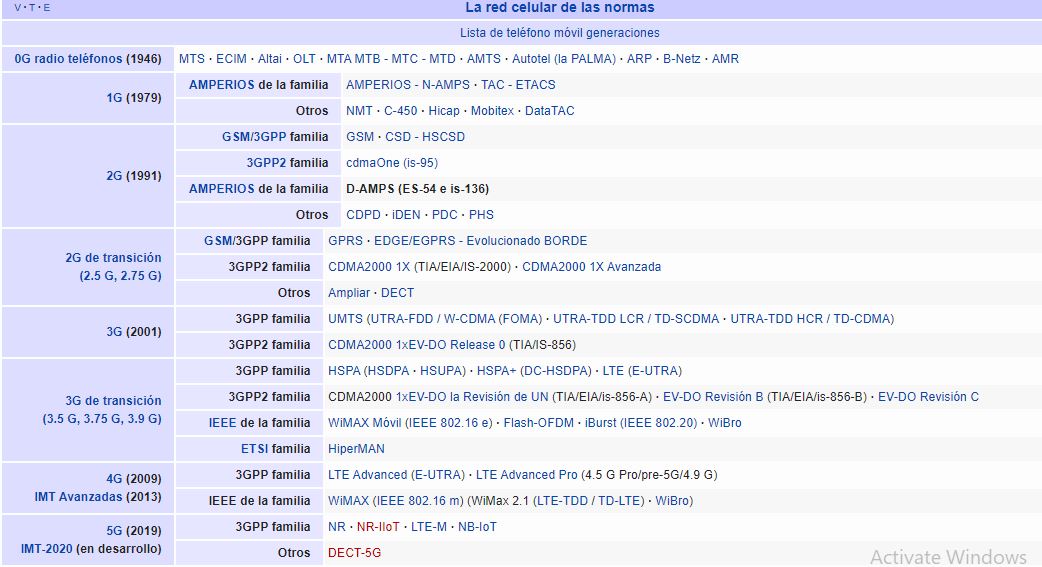 V · T · E
La red celular de las normas
Lista de teléfono móvil generaciones
0G radio teléfonos (1946)
MTS · ECIM · Altai · OLT · MTA MTB - MTC - MTD · AMTS · Autotel (la PALMA) · ARP · B-Netz · AMR
1G (1979)
AMPERIOS de la familia
AMPERIOS - N-AMPS · TAC - ETACS
Otros
NMT · C-450 · Hicap · Mobitex · DataTAC
2G (1991)
GSM/3GPP familia
GSM · CSD - HSCSD
3GPP2 familia
cdmaOne (is-95)
AMPERIOS de la familia
D-AMPS (ES-54 e is-136)
Otros
CDPD · iDEN · PDC · PHS
2G de transición
(2.5 G, 2.75 G)
GSM/3GPP familia
GPRS · EDGE/EGPRS - Evolucionado BORDE
3GPP2 familia
CDMA2000 1X (TIA/EIA/IS-2000) · CDMA2000 1X Avanzada
Otros
Ampliar · DECT
3G (2001)
3GPP familia
UMTS (UTRA-FDD / W-CDMA (FOMA) · UTRA-TDD LCR / TD-SCDMA · UTRA-TDD HCR / TD-CDMA)
3GPP2 familia
CDMA2000 1xEV-DO Release 0 (TIA/IS-856)
3G de transición
(3.5 G, 3.75 G, 3.9 G)
3GPP familia
HSPA (HSDPA · HSUPA) · HSPA+ (DC-HSDPA) · LTE (E-UTRA)
3GPP2 familia
CDMA2000 1xEV-DO la Revisión de UN (TIA/EIA/is-856-A) · EV-DO Revisión B (TIA/EIA/is-856-B) · EV-DO Revisión C
IEEE de la familia
WiMAX Móvil (IEEE 802.16 e) · Flash-OFDM · iBurst (IEEE 802.20) · WiBro
ETSI familia
HiperMAN
4G (2009)
IMT Avanzadas (2013)
3GPP familia
LTE Advanced (E-UTRA) · LTE Advanced Pro (4.5 G Pro/pre-5G/4.9 G)
IEEE de la familia
WiMAX (IEEE 802.16 m) (WiMax 2.1 (LTE-TDD / TD-LTE) · WiBro)
5G (2019)
IMT-2020 (en desarrollo)
3GPP familia
NR · NR-IIoT · LTE-M · NB-IoT
Otros
DECT-5G
Activate Windows